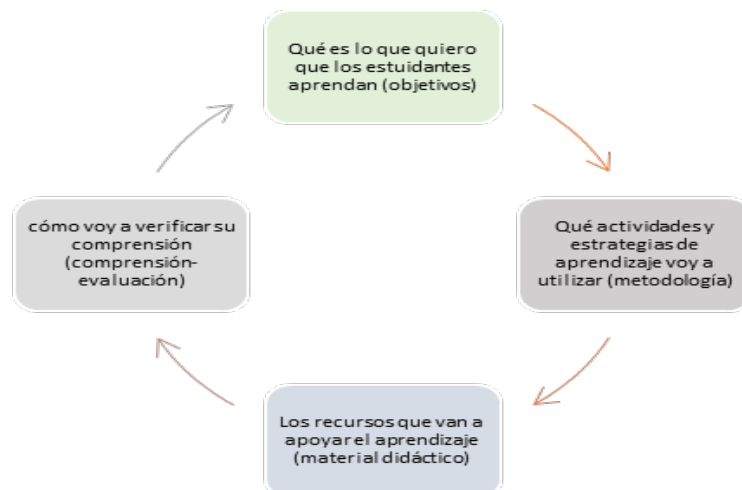 Qué es lo que quiero
que los estuidantes
aprendan (objetivos)
Qué actividades y
estrategias de
aprendizaje voy a
utilizar (metodología)
Los recursos que van a
apoyar el aprendizaje
(material didáctico)
cómo voy a verificar su
comprensión
(comprensión-
evaluación)